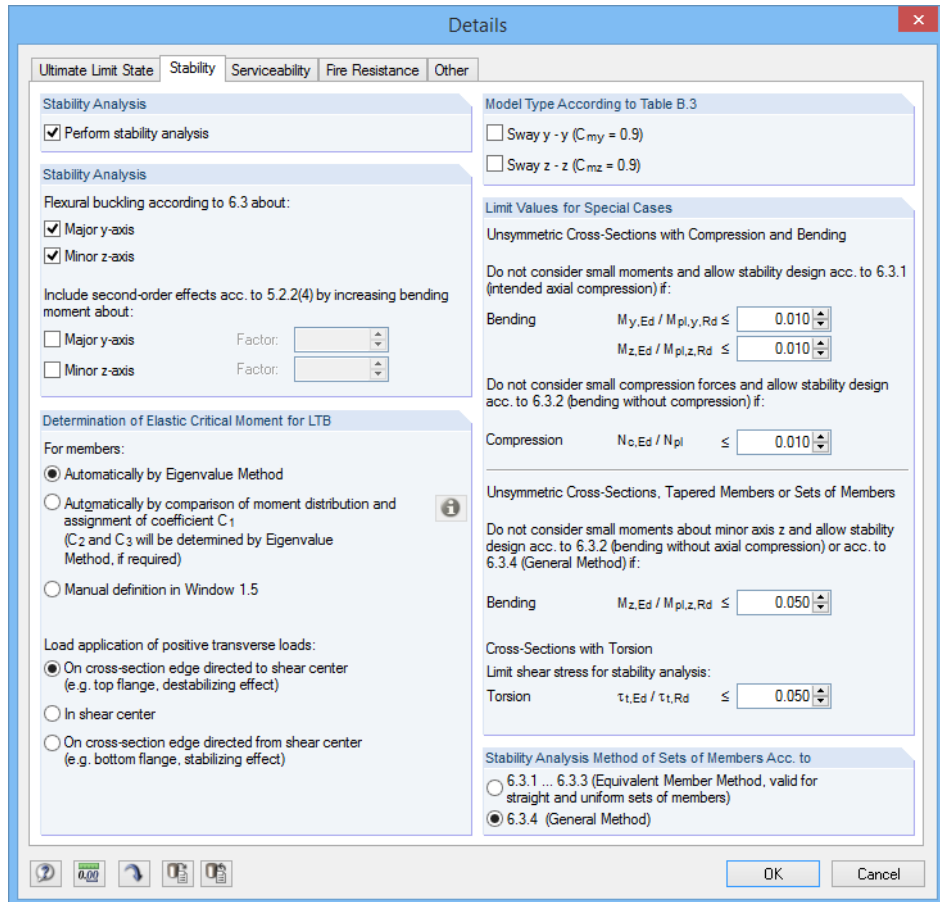 Details
Ultimate Limit State Stability Serviceability Fire Resistance Other
Stability Analysis
Perform stability analysis
Stability Analysis
Flexural buckling according to 6.3 about:
Major y-axis
Minor z-axis
Include second-order effects acc. to 5.2.2(4) by increasing bending
moment about:
Major y-axis Factor:
Minor z-axis Factor:
Determination of Elastic Critical Moment for LTB
For members:
Automatically by Eigenvalue Method
Automatically by comparison of moment distribution and
assignment of coefficient C1
(C2 and C3 will be determined by Eigenvalue
Method, if required)
Manual definition in Window 1.5
Load application of positive transverse loads:
On cross-section edge directed to shear center
(e.g. top flange, destabilizing effect)
In shear center
On cross-section edge directed from shear center
(e.g. bottom flange, stabilizing effect)
Model Type According to Table B.3
Sway y - y (Cmy = 0.9)
Sway z - z (Cmz = 0.9)
Limit Values for Special Cases
Unsymmetric Cross-Sections with Compression and Bending
Do not consider small moments and allow stability design acc. to 6.3.1
(intended axial compression) if:
Bending My,Ed / Mpl,y,Rd ≤ 0.010
Mz,Ed / Mpl,z,Rd ≤ 0.010
Do not consider small compression forces and allow stability design
acc. to 6.3.2 (bending without compression) if:
Compression Nc,Ed / Npl ≤ 0.010
Unsymmetric Cross-Sections, Tapered Members or Sets of Members
Do not consider small moments about minor axis z and allow stability
design acc. to 6.3.2 (bending without axial compression) or acc. to
6.3.4 (General Method) if:
Bending Mz,Ed / Mpl,z,Rd ≤ 0.050
Cross-Sections with Torsion
Limit shear stress for stability analysis:
Torsion τt,Ed / τt,Rd ≤ 0.050
Stability Analysis Method of Sets of Members Acc. to
6.3.1 ... 6.3.3 (Equivalent Member Method, valid for
straight and uniform sets of members)
6.3.4 (General Method)
0.00
OK Cancel